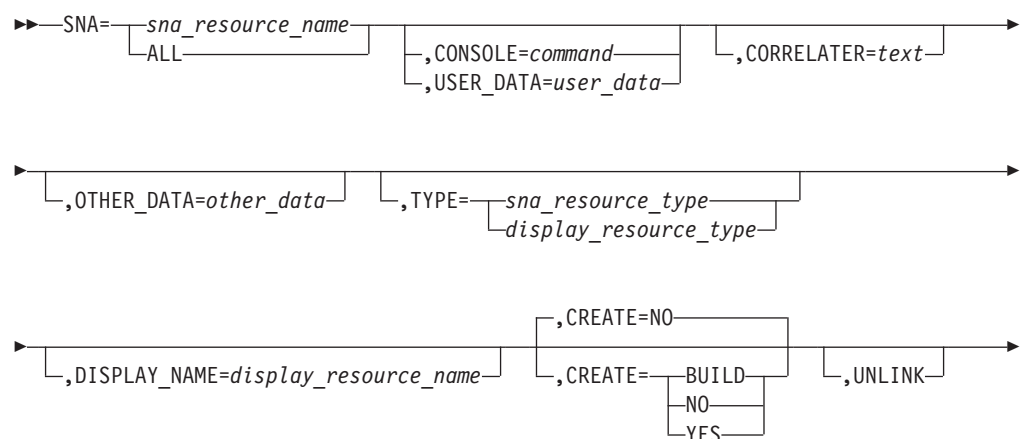 SNA= sna_resource_name
ALL
,CONSOLE=command
,USER_DATA=user_data
,CORRELATER=text
,OTHER_DATA=other_data
,TYPE= sna_resource_type
display_resource_type
,DISPLAY_NAME=display_resource_name
,CREATE=NO
,CREATE= BUILD
NO
YES
,UNLINK